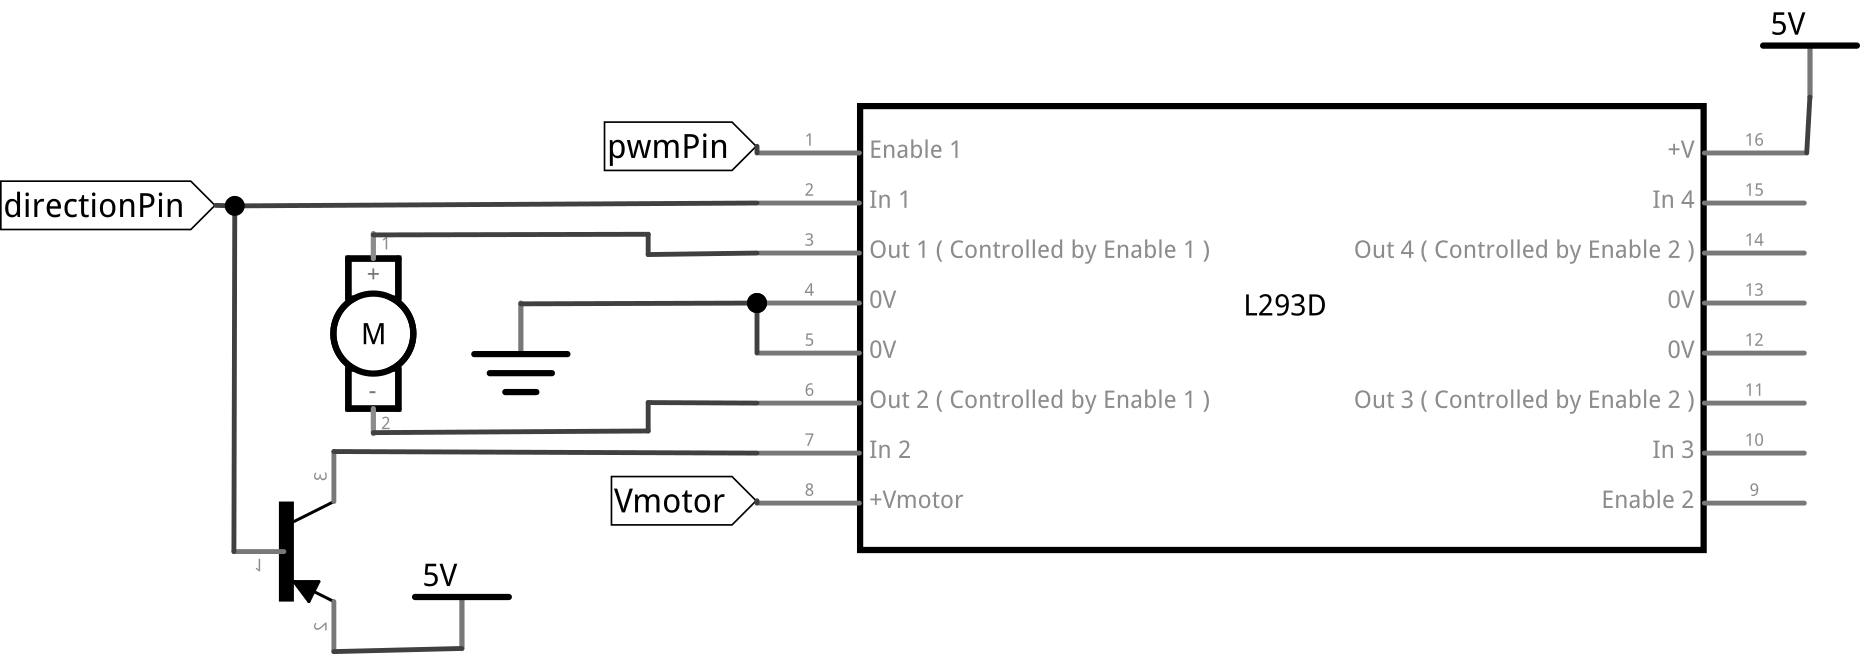 5V
pwmPin
1
Enable 1
+V
16
directionPin
2
In 1
In 4
15
1
3
Out 1 ( Controlled by Enable 1 )
Out 4 ( Controlled by Enable 2 )
14
+
4
0V
L293D
0V
13
M
5
0V
0V
12
-
6
Out 2 ( Controlled by Enable 1 )
Out 3 ( Controlled by Enable 2 )
11
2
7
In 2
In 3
10
3
Vmotor
8
+Vmotor
Enable 2
9
1
5V
2